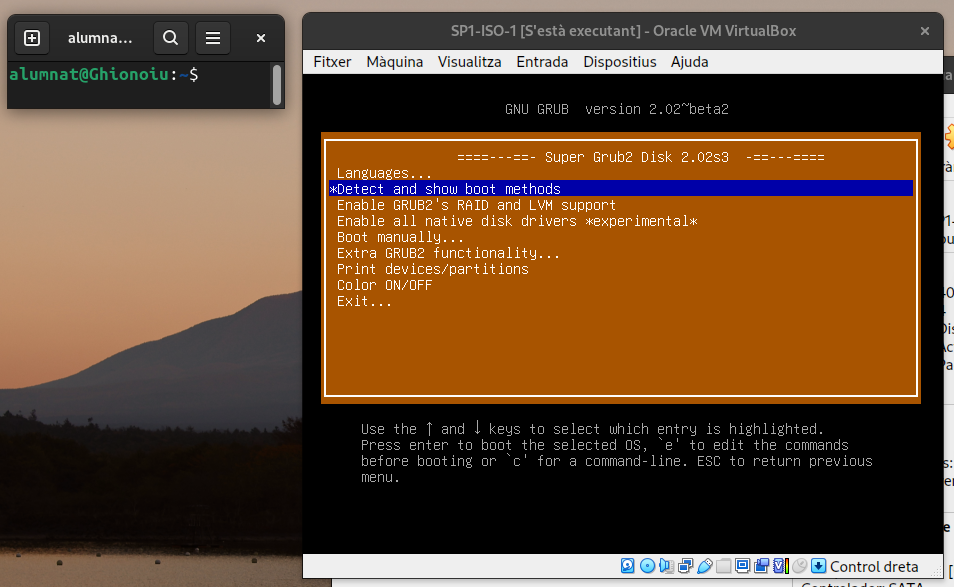 alumna...
alumnat@Ghionoiu:~$
SP1-ISO-1 [S'està executant] - Oracle VM VirtualBox
Fitxer Màquina Visualitza Entrada Dispositius Ajuda
GNU GRUB version 2.02~beta2
====---==- Super Grub2 Disk 2.02s3 -==---====
Languages...
*Detect and show boot methods
Enable GRUB2's RAID and LVM support
Enable all native disk drivers *experimental*
Boot manually...
Extra GRUB2 functionality...
Print devices/partitions
Color ON/OFF
Exit...
Use the ↑ and ↓ keys to select which entry is highlighted.
Press enter to boot the selected OS, `e' to edit the commands
before booting or `c' for a command-line. ESC to return previous
menu.
Control dreta